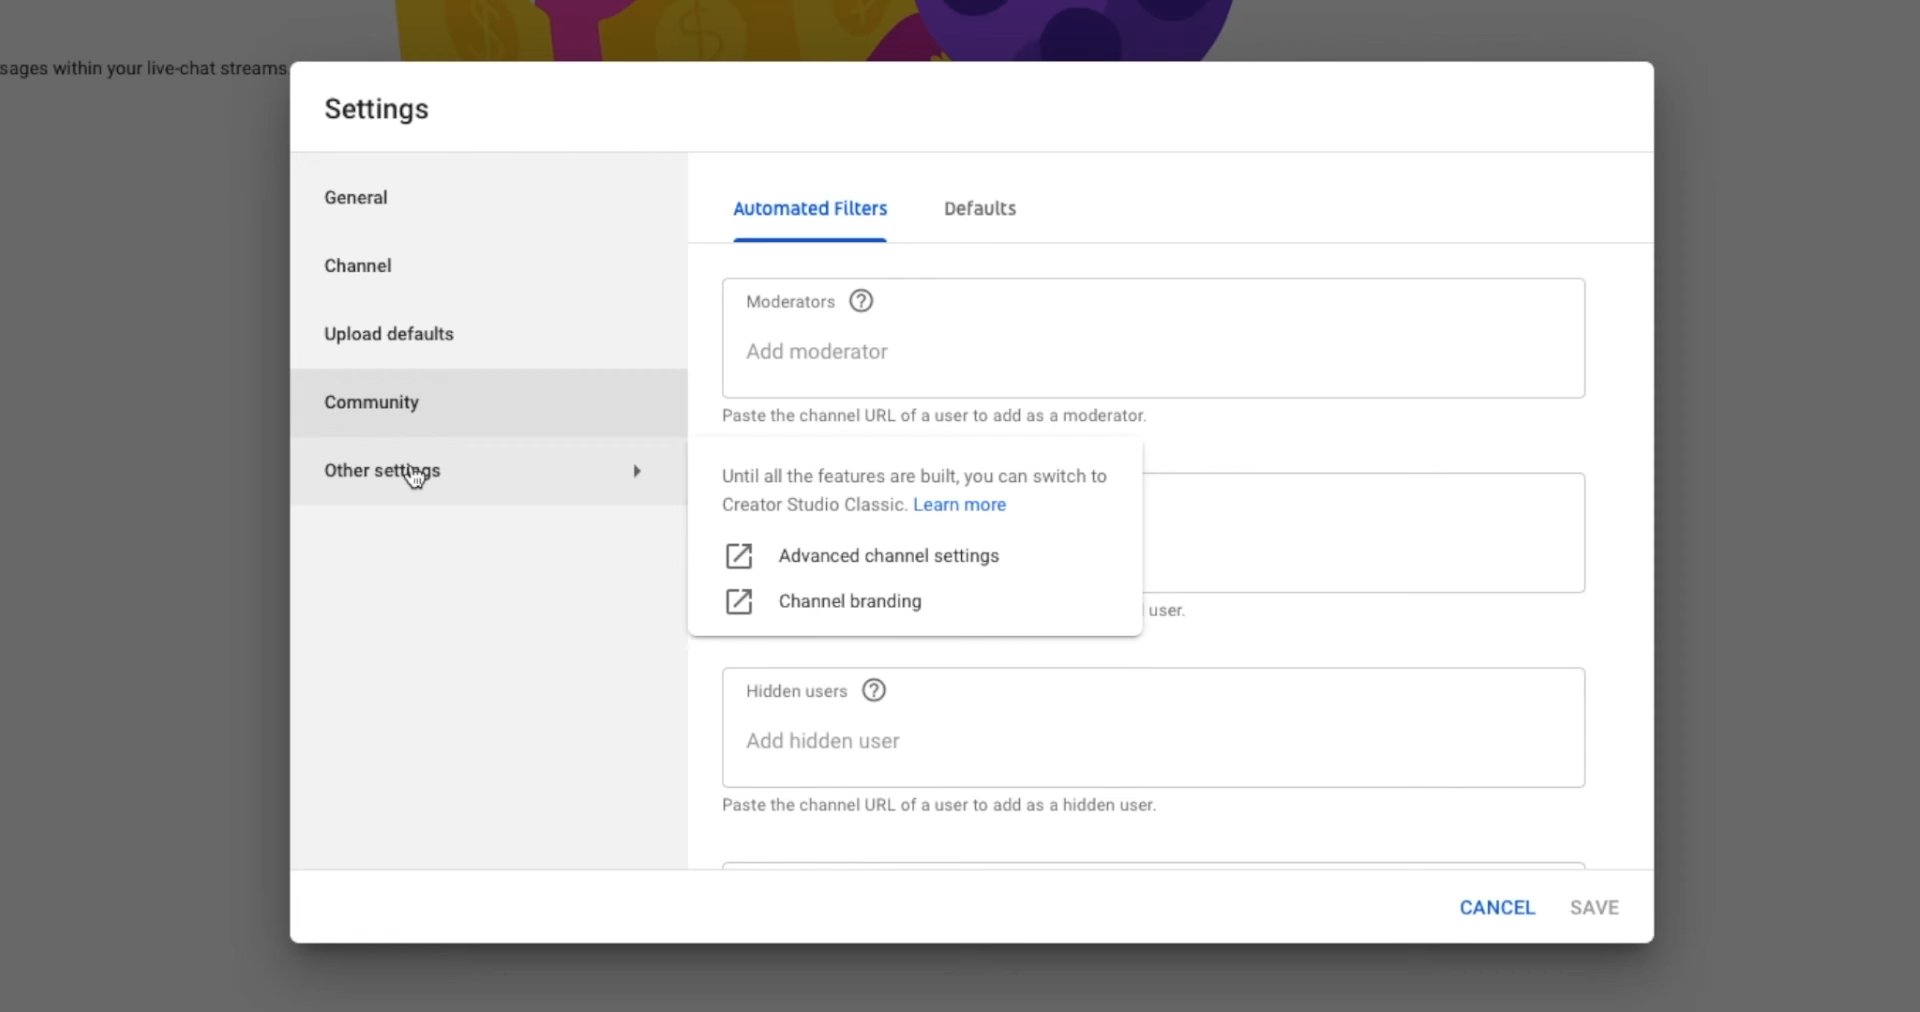 sages within your live-chat streams
Settings
General
Channel
Upload defaults
Community
Other settings
Automated Filters
Defaults
Moderators
Add moderator
Paste the channel URL of a user to add as a moderator.
Until all the features are built, you can switch to
Creator Studio Classic. Learn more
Advanced channel settings
Channel branding
user.
Hidden users
Add hidden user
Paste the channel URL of a user to add as a hidden user.
CANCEL
SAVE